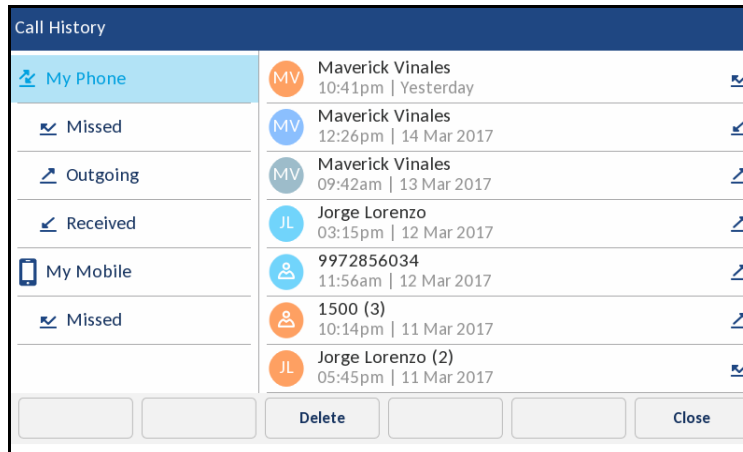 Call History
My Phone
Missed
Outgoing
Received
My Mobile
Missed
MV
Maverick Vinales
10:41pm | Yesterday
MV
Maverick Vinales
12:26pm | 14 Mar 2017
MV
Maverick Vinales
09:42am | 13 Mar 2017
JL
Jorge Lorenzo
03:15pm | 12 Mar 2017
9972856034
11:56am | 12 Mar 2017
1500 (3)
10:14pm | 11 Mar 2017
JL
Jorge Lorenzo (2)
05:45pm | 11 Mar 2017
Delete
Close